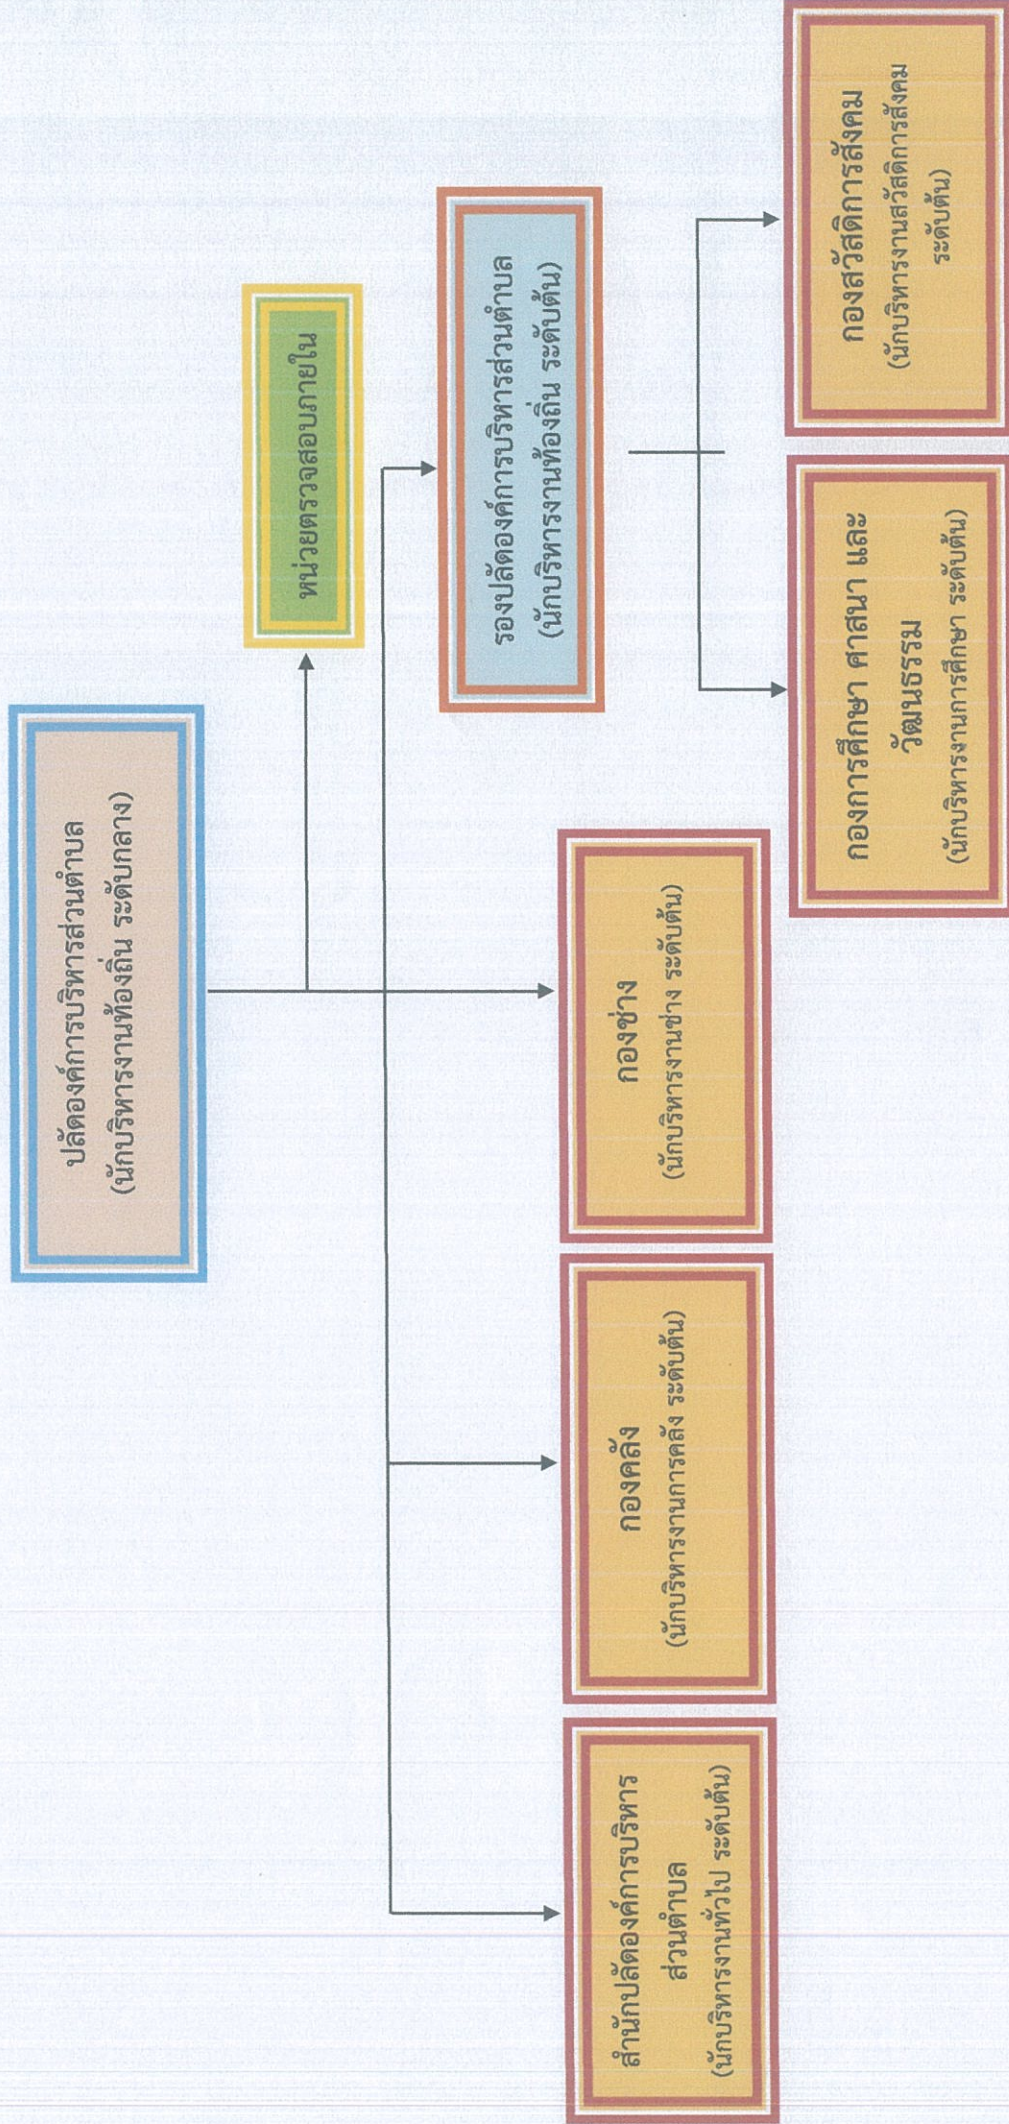 ปลัดองค์การบริหารส่วนตำบล
(นักบริหารงานท้องถิ่น ระดับกลาง)
หน่วยตรวจสอบภายใน
รองปลัดองค์การบริหารส่วนตำบล
(นักบริหารงานท้องถิ่น ระดับต้น)
สำนักปลัดองค์การบริหาร
ส่วนตำบล
(นักบริหารงานทั่วไป ระดับต้น)
กองคลัง
(นักบริหารงานการคลัง ระดับต้น)
กองช่าง
(นักบริหารงานช่าง ระดับต้น)
กองการศึกษา ศาสนา และ
วัฒนธรรม
(นักบริหารงานการศึกษา ระดับต้น)
กองสวัสดิการสังคม
(นักบริหารงานสวัสดิการสังคม
ระดับต้น)